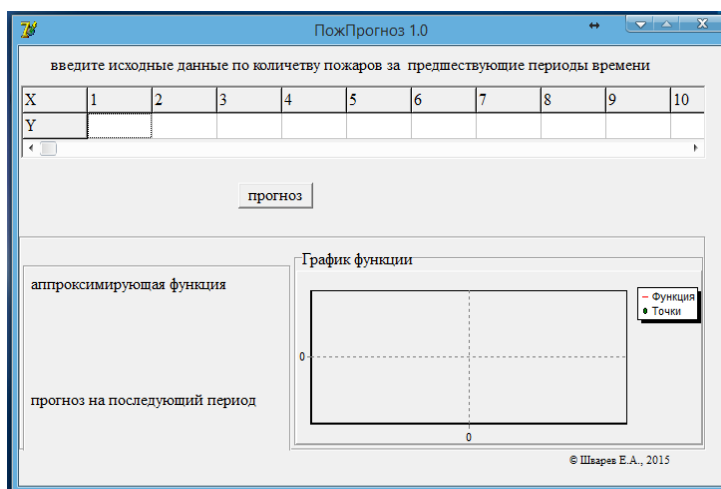 ПожПрогноз 1.0
введите исходные данные по количетву пожаров за предшествующие периоды времени
X 1 2 3 4 5 6 7 8 9 10
Y
прогноз
График функции
аппроксимирующая функция
Функция
Точки
0
прогноз на последующий период
0
© Шварев Е.А., 2015